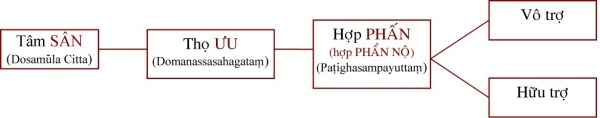 Tâm SÂN
(Dosamūla Citta)
Thọ ƯU
(Domanassasahagataṃ)
Hợp PHẤN
(hợp PHẪN NỘ)
(Paṭighasampayuttaṃ)
Vô trợ
Hữu trợ